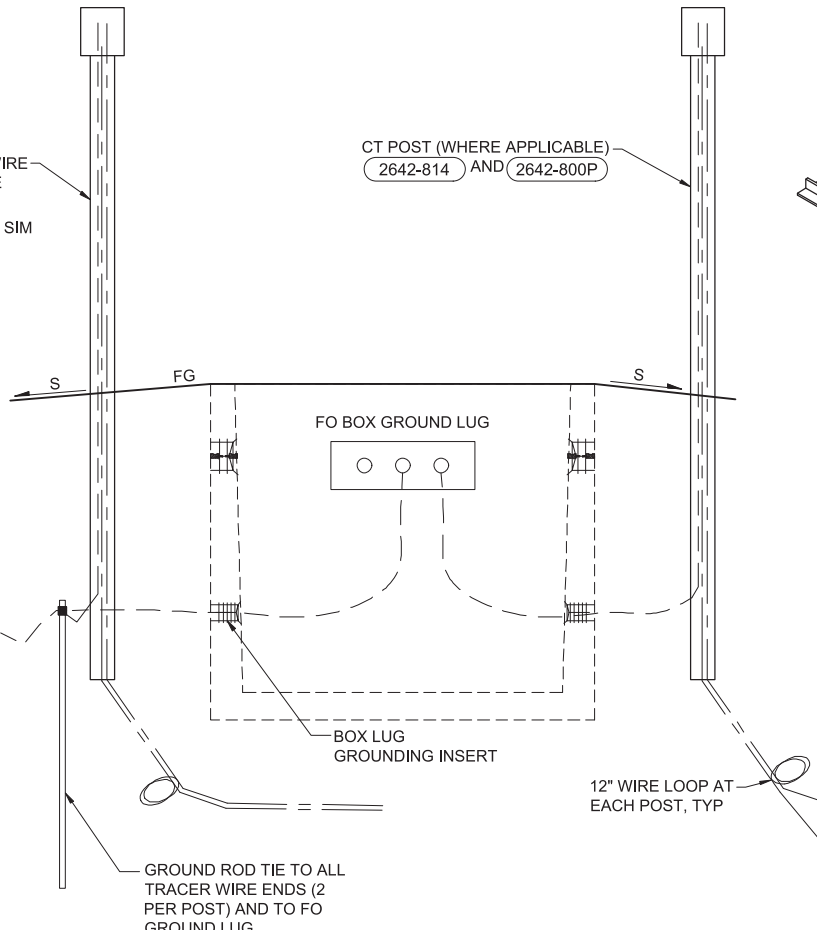 CT POST (WHERE APPLICABLE)
2642-814 AND 2642-800P
SIM
S
FG
S
FO BOX GROUND LUG
BOX LUG
GROUNDING INSERT
12" WIRE LOOP AT
EACH POST, TYP
GROUND ROD TIE TO ALL
TRACER WIRE ENDS (2
PER POST) AND TO FO
GROUND LUG